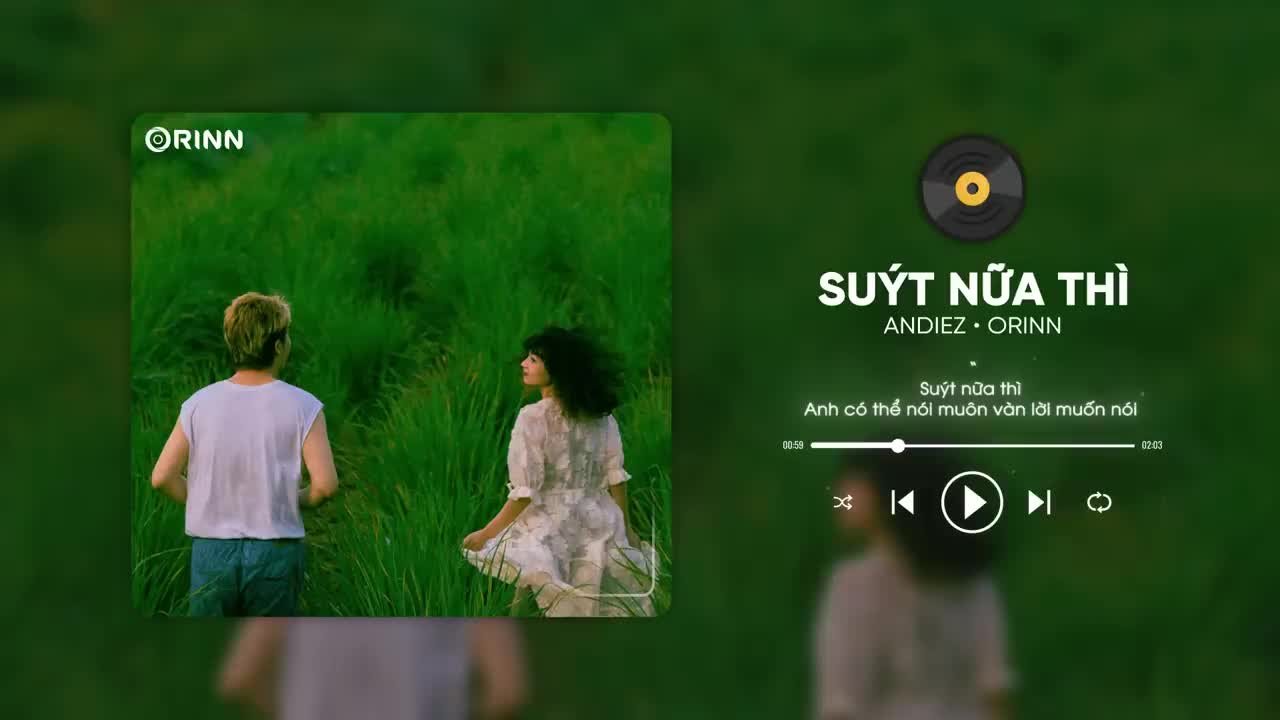 ORINN
SUÝT NỮA THÌ
ANDIEZ • ORINN
Suýt nữa thì
Anh có thể nói muôn vàn lời muốn nói
00:59
02:03